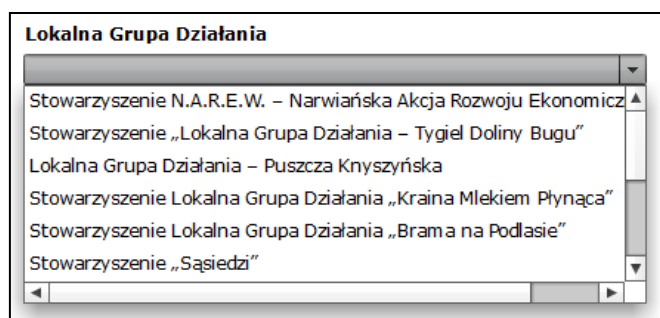 Lokalna Grupa Działania
Stowarzyszenie N.A.R.E.W. – Narwiańska Akcja Rozwoju Ekonomicz
Stowarzyszenie „Lokalna Grupa Działania – Tygiel Doliny Bugu”
Lokalna Grupa Działania – Puszcza Knyszyńska
Stowarzyszenie Lokalna Grupa Działania „Kraina Mlekiem Płynąca”
Stowarzyszenie Lokalna Grupa Działania „Brama na Podlasie”
Stowarzyszenie „Sąsiedzi”